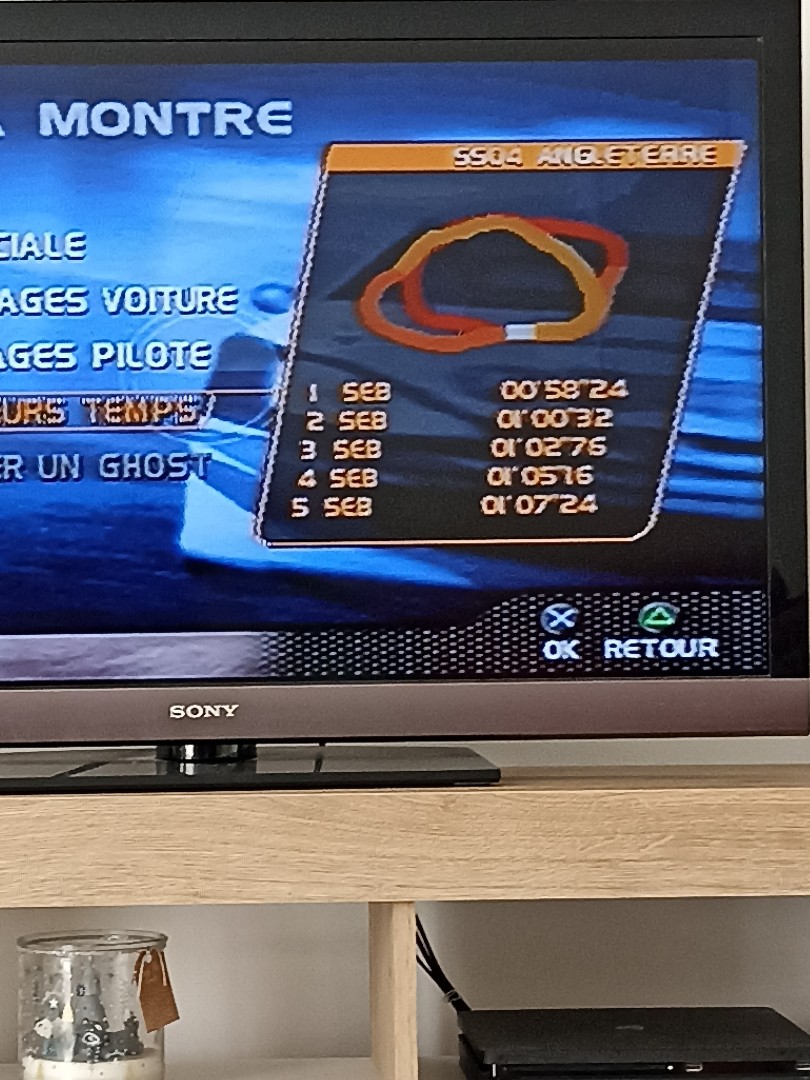 MONTRE
SS04 ANGLETERRE
CIALE
AGES VOITURE
AGES PILOTE
1 SEB 00'58"24
URS TEMPS
2 SEB 01'00"32
3 SEB 01'02"76
ER UN GHOST
4 SEB 01'05"16
5 SEB 01'07"24
OK RETOUR
SONY